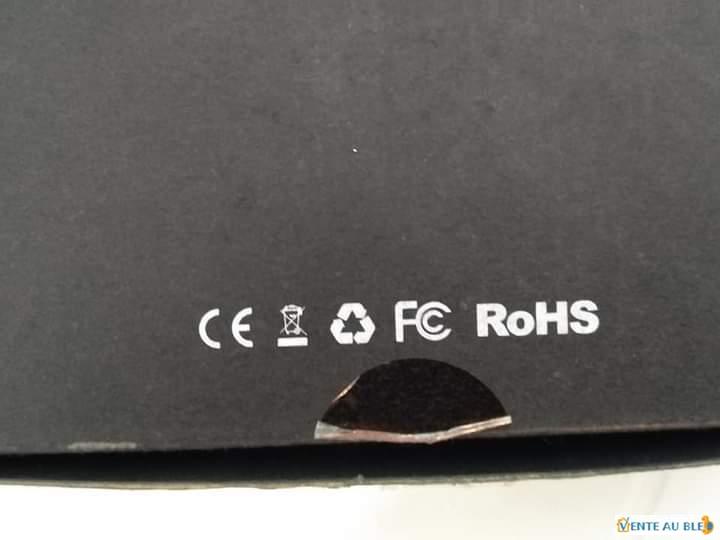 CE FC RoHS
VENTE AU BLED